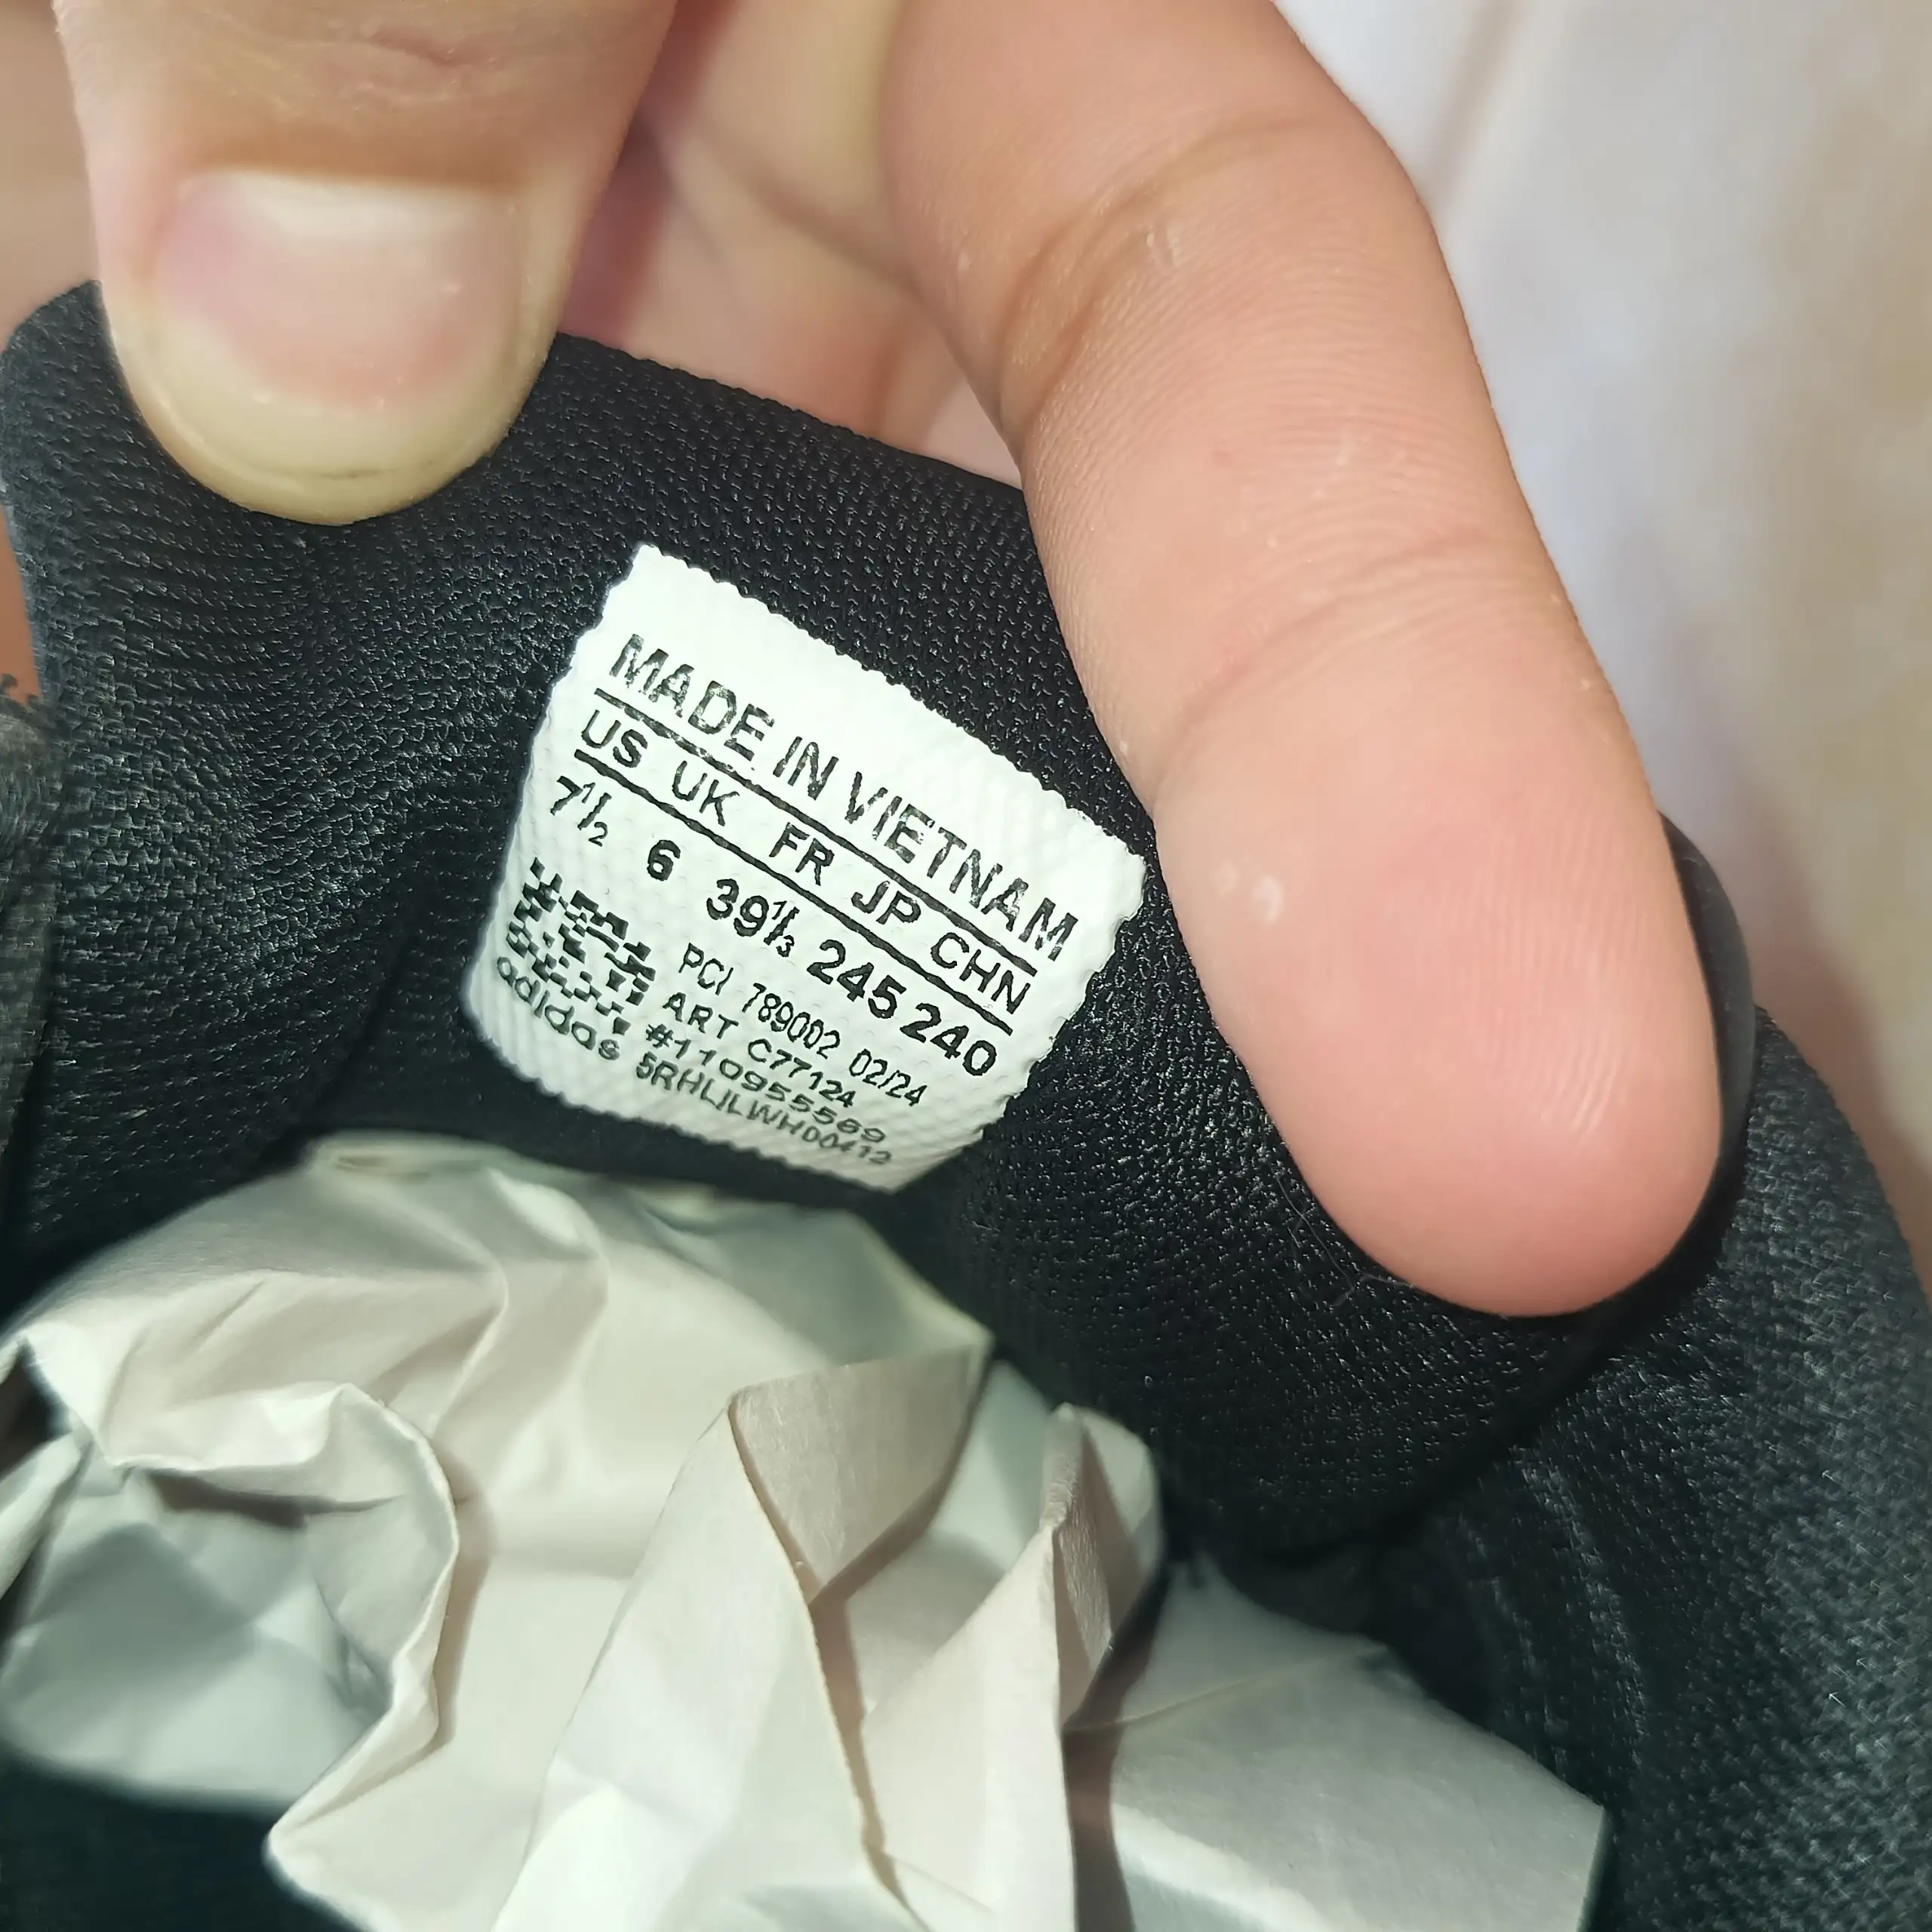 MADE IN VIETNAM
US UK FR JP CHN
7½ 6 39⅓ 245 240
PCI 789002 02/24
ART C77124
#1109555569
adidas 5RHLJLWH00412